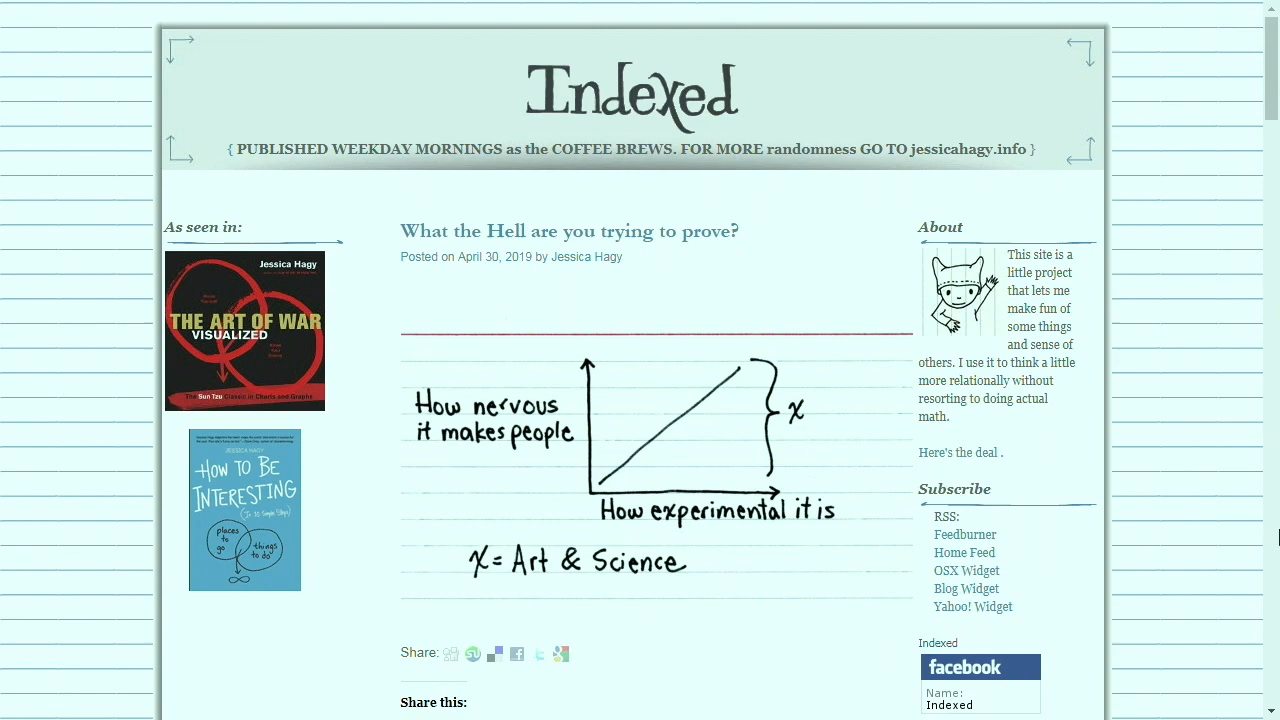 Indexed
{ PUBLISHED WEEKDAY MORNINGS as the COFFEE BREWS. FOR MORE randomness GO TO jessicahagy.info }
As seen in:
Jessica Hagy
THE ART OF WAR
VISUALIZED
The Sun Tzu Classic in Charts and Graphs
JESSICA HAGY
HOW TO BE
INTERESTING
(In 10 Simple Steps)
places
to
go
things
to do
What the Hell are you trying to prove?
Posted on April 30, 2019 by Jessica Hagy
How nervous
it makes people
x
How experimental it is
x = Art & Science
Share:
Share this:
About
This site is a
little project
that lets me
make fun of
some things
and sense of
others. I use it to think a little
more relationally without
resorting to doing actual
math.
Here's the deal .
Subscribe
RSS:
Feedburner
Home Feed
OSX Widget
Blog Widget
Yahoo! Widget
Indexed
facebook
Name:
Indexed